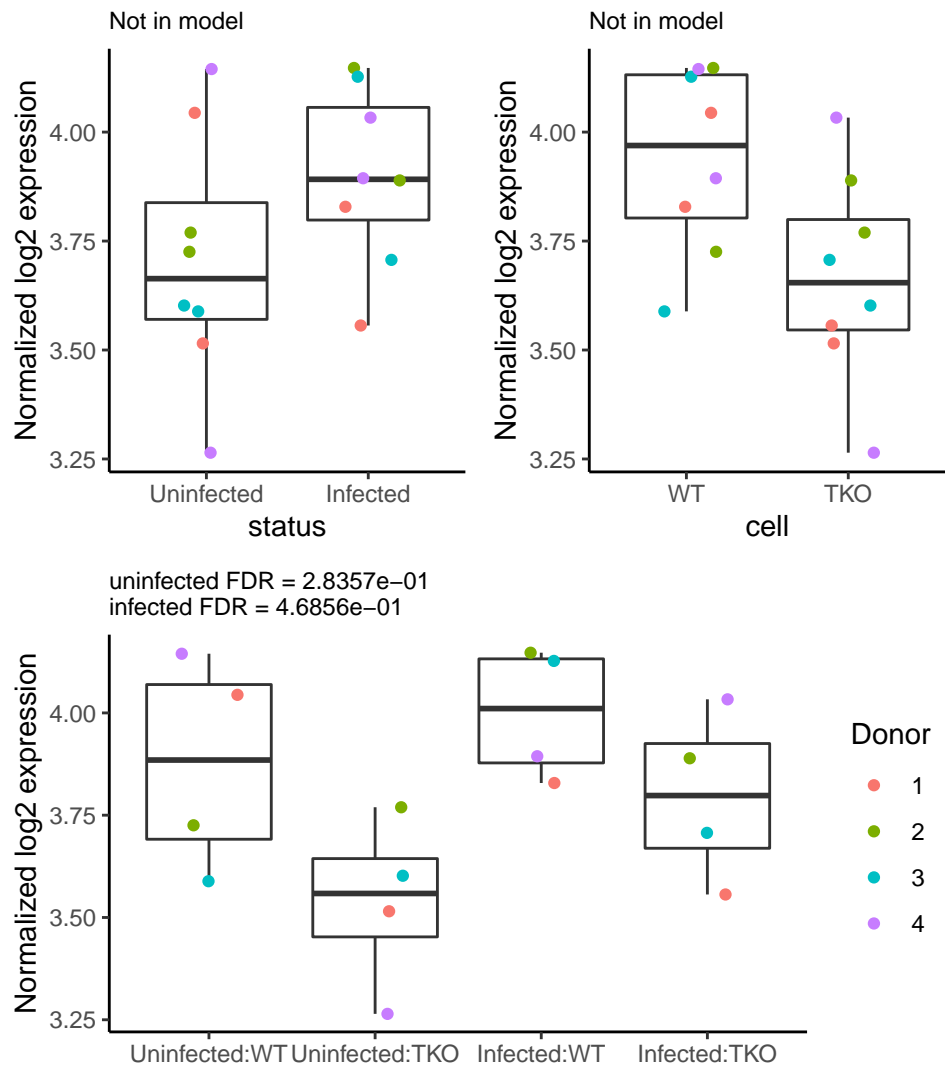 Not in model
Normalized log2 expression
4.00
3.75
3.50
3.25
Uninfected
Infected
status
Not in model
Normalized log2 expression
4.00
3.75
3.50
3.25
WT
TKO
cell
uninfected FDR = 2.8357e−01
infected FDR = 4.6856e−01
Normalized log2 expression
4.00
3.75
3.50
3.25
Uninfected:WT
Uninfected:TKO
Infected:WT
Infected:TKO
Donor
1
2
3
4